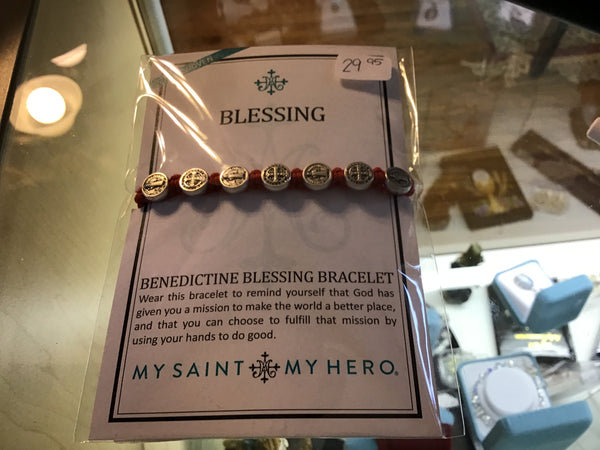 29 95
BLESSING
BENEDICTINE BLESSING BRACELET
Wear this bracelet to remind yourself that God has
given you a mission to make the world a better place,
and that you can choose to fulfill that mission by
using your hands to do good.
MY SAINT MY HERO®